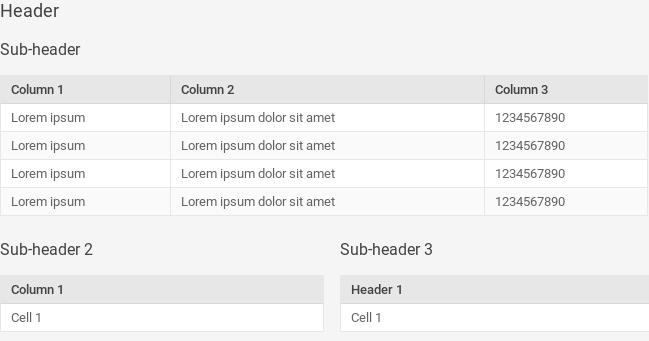 Header
Sub-header
Column 1 Column 2 Column 3
Lorem ipsum Lorem ipsum dolor sit amet 1234567890
Lorem ipsum Lorem ipsum dolor sit amet 1234567890
Lorem ipsum Lorem ipsum dolor sit amet 1234567890
Lorem ipsum Lorem ipsum dolor sit amet 1234567890
Sub-header 2
Column 1
Cell 1
Sub-header 3
Header 1
Cell 1